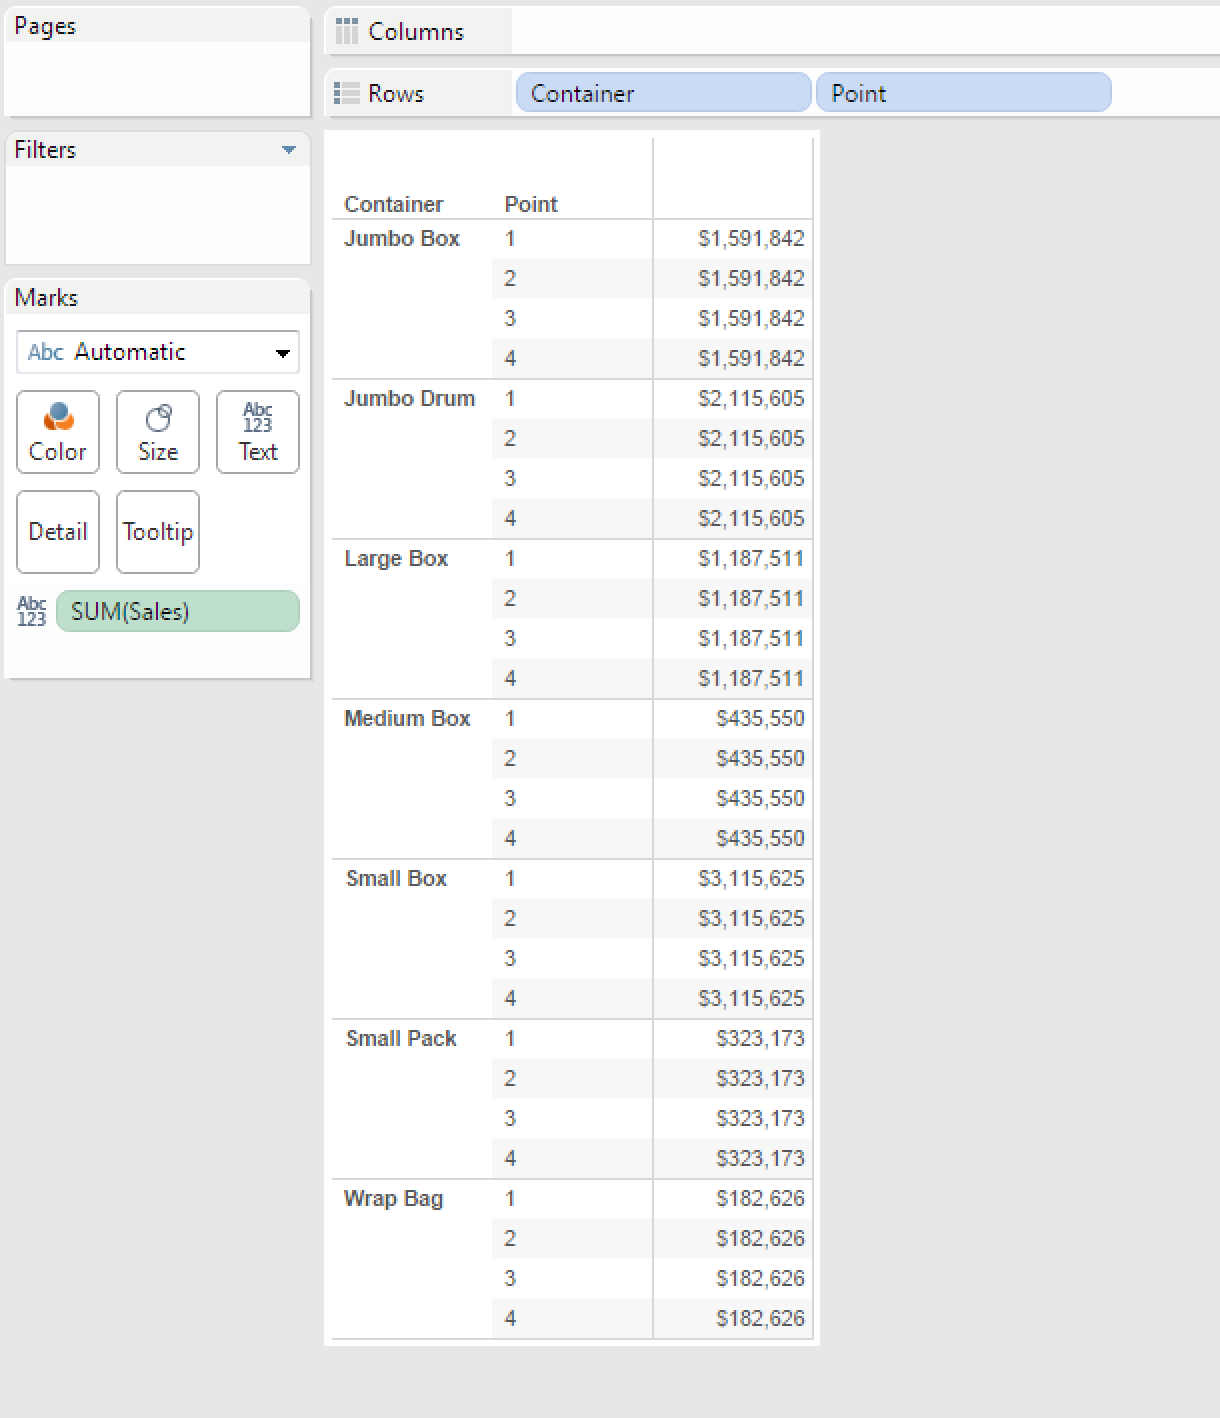 Pages
Columns
Rows Container Point
Filters
Marks
Abc Automatic
Color Size Abc 123 Text
Detail Tooltip
Abc 123 SUM(Sales)
Container Point
Jumbo Box 1 $1,591,842
2 $1,591,842
3 $1,591,842
4 $1,591,842
Jumbo Drum 1 $2,115,605
2 $2,115,605
3 $2,115,605
4 $2,115,605
Large Box 1 $1,187,511
2 $1,187,511
3 $1,187,511
4 $1,187,511
Medium Box 1 $435,550
2 $435,550
3 $435,550
4 $435,550
Small Box 1 $3,115,625
2 $3,115,625
3 $3,115,625
4 $3,115,625
Small Pack 1 $323,173
2 $323,173
3 $323,173
4 $323,173
Wrap Bag 1 $182,626
2 $182,626
3 $182,626
4 $182,626